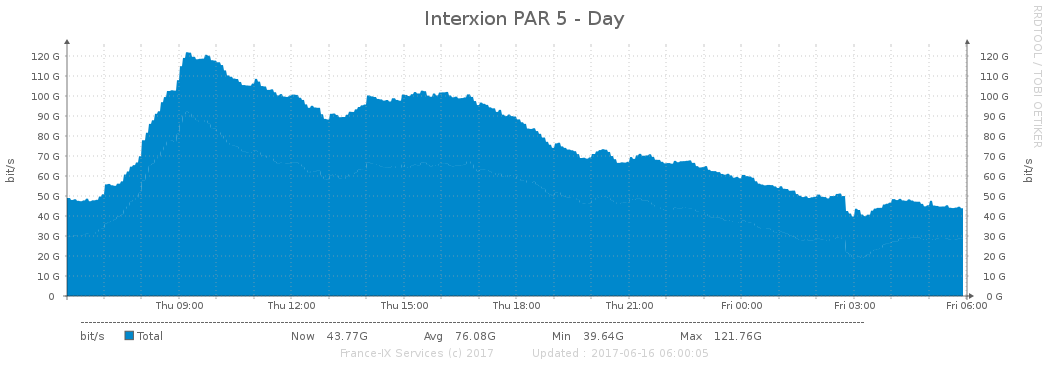 Interxion PAR 5 - Day
RRDTOOL / TOBI OETIKER
bit/s
120 G 120 G
110 G 110 G
100 G 100 G
90 G 90 G
80 G 80 G
70 G 70 G
60 G 60 G
50 G 50 G
40 G 40 G
30 G 30 G
20 G 20 G
10 G 10 G
0 0 G
bit/s
Thu 09:00 Thu 12:00 Thu 15:00 Thu 18:00 Thu 21:00 Fri 00:00 Fri 03:00 Fri 06:00
bit/s Total Now 43.77G Avg 76.08G Min 39.64G Max 121.76G
France-IX Services (c) 2017 Updated : 2017-06-16 06:00:05